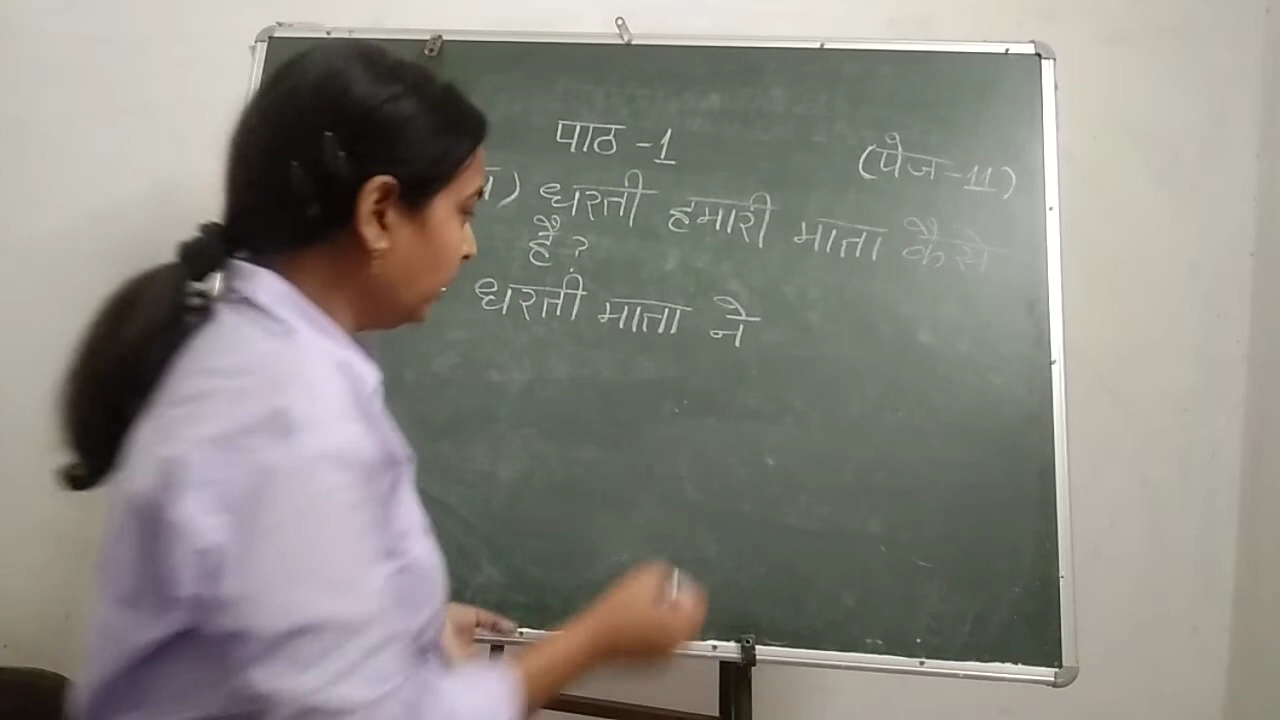 पाठ -1
(पेज-11)
) धरती हमारी माता कैसे
है?
धरती माता ने